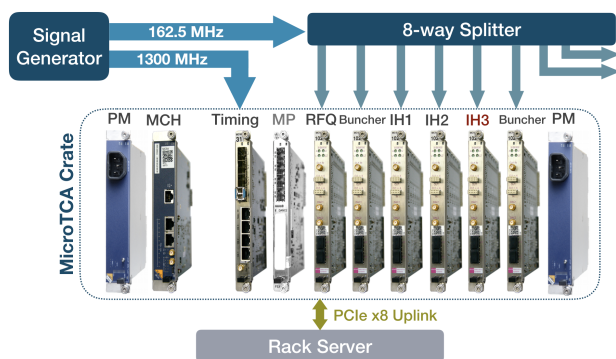 Signal
Generator
162.5 MHz
1300 MHz
8-way Splitter
MicroTCA Crate
PM
MCH
Timing
MP
RFQ
Buncher
IH1
IH2
IH3
Buncher
PM
PCIe x8 Uplink
Rack Server